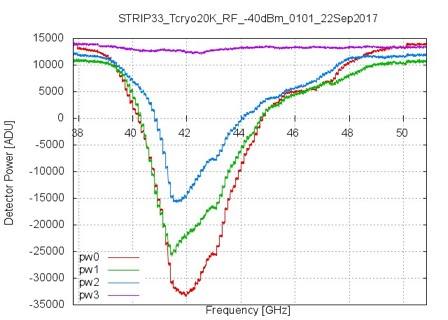 STRIP33_Tcryo20K_RF_-40dBm_0101_22Sep2017
15000
10000
5000
0
-5000
-10000
-15000
-20000
-25000
-30000
-35000
38 40 42 44 46 48 50
Detector Power [ADU]
Frequency [GHz]
pw0
pw1
pw2
pw3